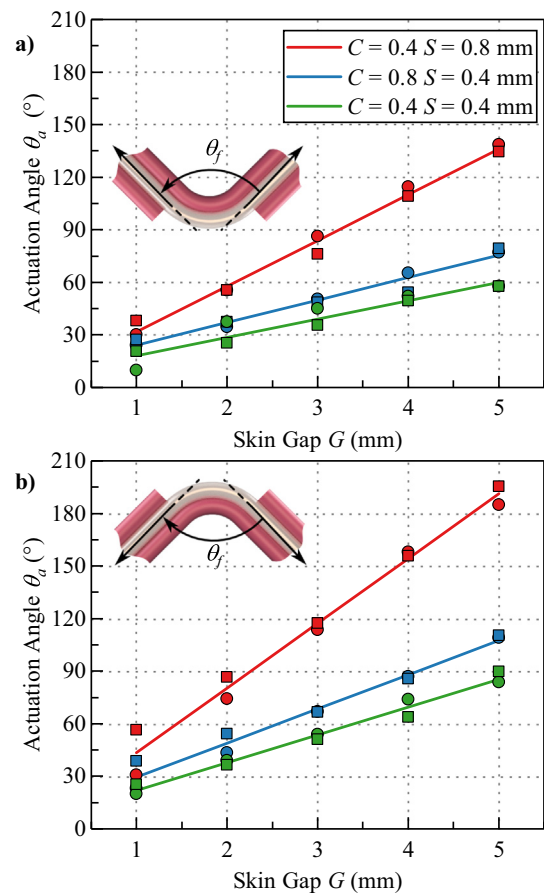 a)
210
180
150
120
90
60
30
0
Actuation Angle θa (°)
C = 0.4 S = 0.8 mm
C = 0.8 S = 0.4 mm
C = 0.4 S = 0.4 mm
θf
1 2 3 4 5
Skin Gap G (mm)
b)
210
180
150
120
90
60
30
0
Actuation Angle θa (°)
θf
1 2 3 4 5
Skin Gap G (mm)